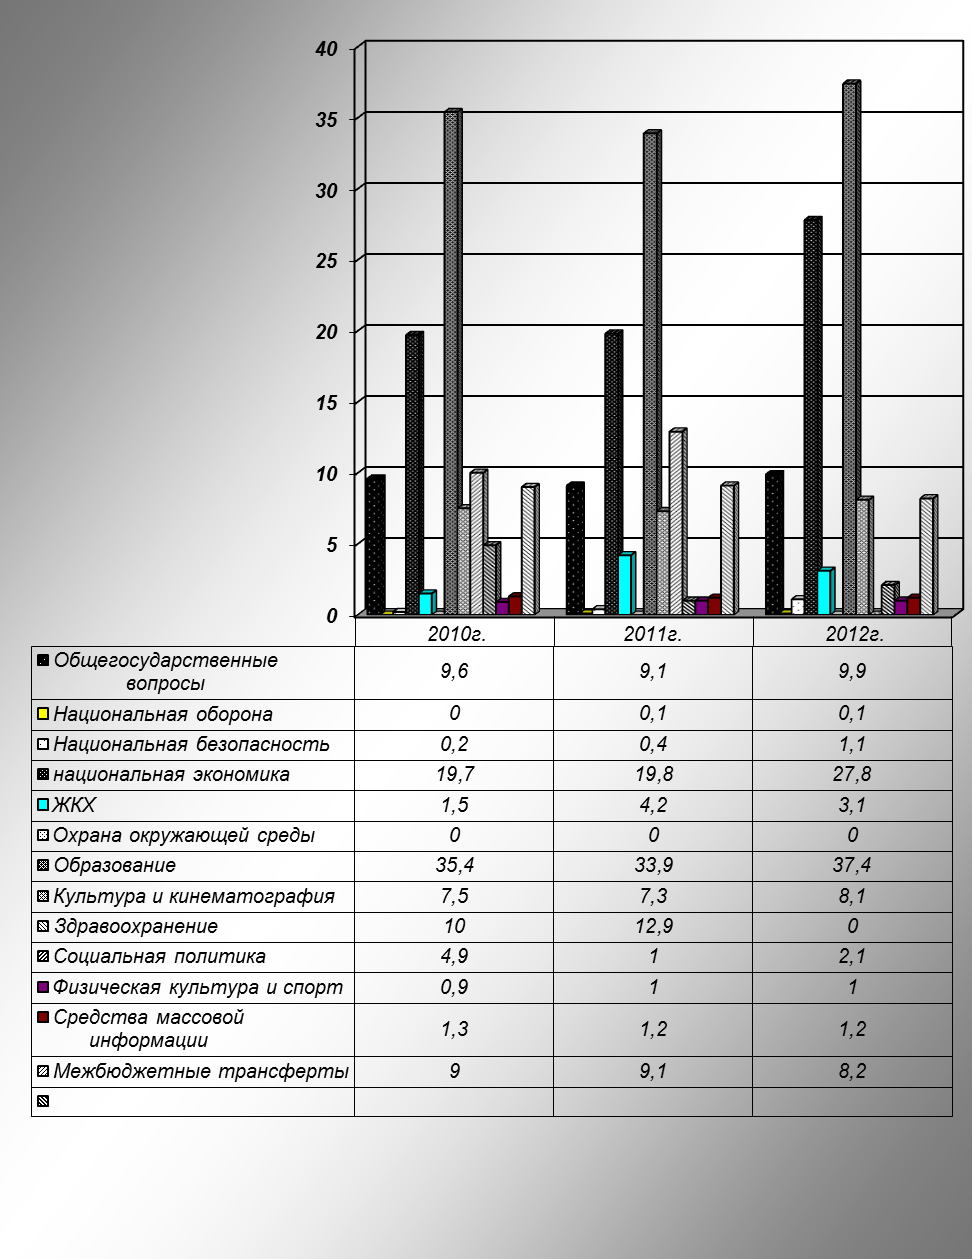 40
35
30
25
20
15
10
5
0
2010г. 2011г. 2012г.
Общегосударственные
вопросы 9,6 9,1 9,9
Национальная оборона 0 0,1 0,1
Национальная безопасность 0,2 0,4 1,1
национальная экономика 19,7 19,8 27,8
ЖКХ 1,5 4,2 3,1
Охрана окружающей среды 0 0 0
Образование 35,4 33,9 37,4
Культура и кинематография 7,5 7,3 8,1
Здравоохранение 10 12,9 0
Социальная политика 4,9 1 2,1
Физическая культура и спорт 0,9 1 1
Средства массовой
информации 1,3 1,2 1,2
Межбюджетные трансферты 9 9,1 8,2